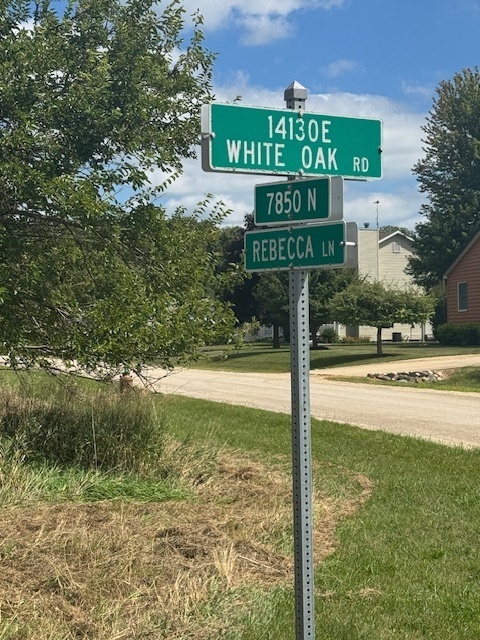 14130E
WHITE OAK RD
7850 N
REBECCA LN